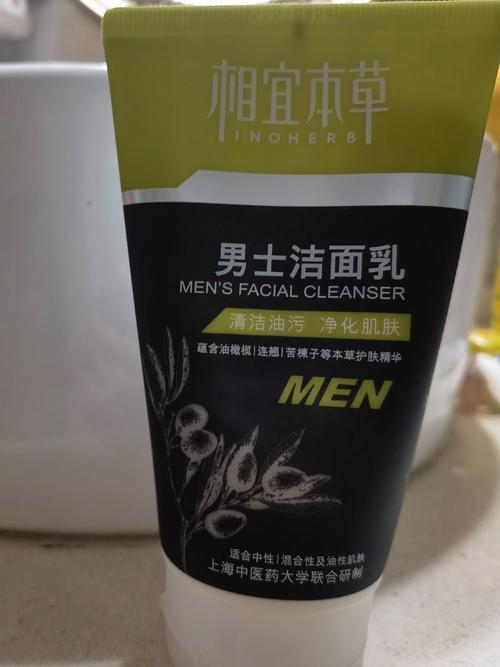 相宜本草
INOHERB
男士洁面乳
MEN'S FACIAL CLEANSER
清洁油污 净化肌肤
蕴含油橄榄|连翘|苦楝子等本草护肤精华
MEN
适合中性|混合性及油性肌肤
上海中医药大学联合研制